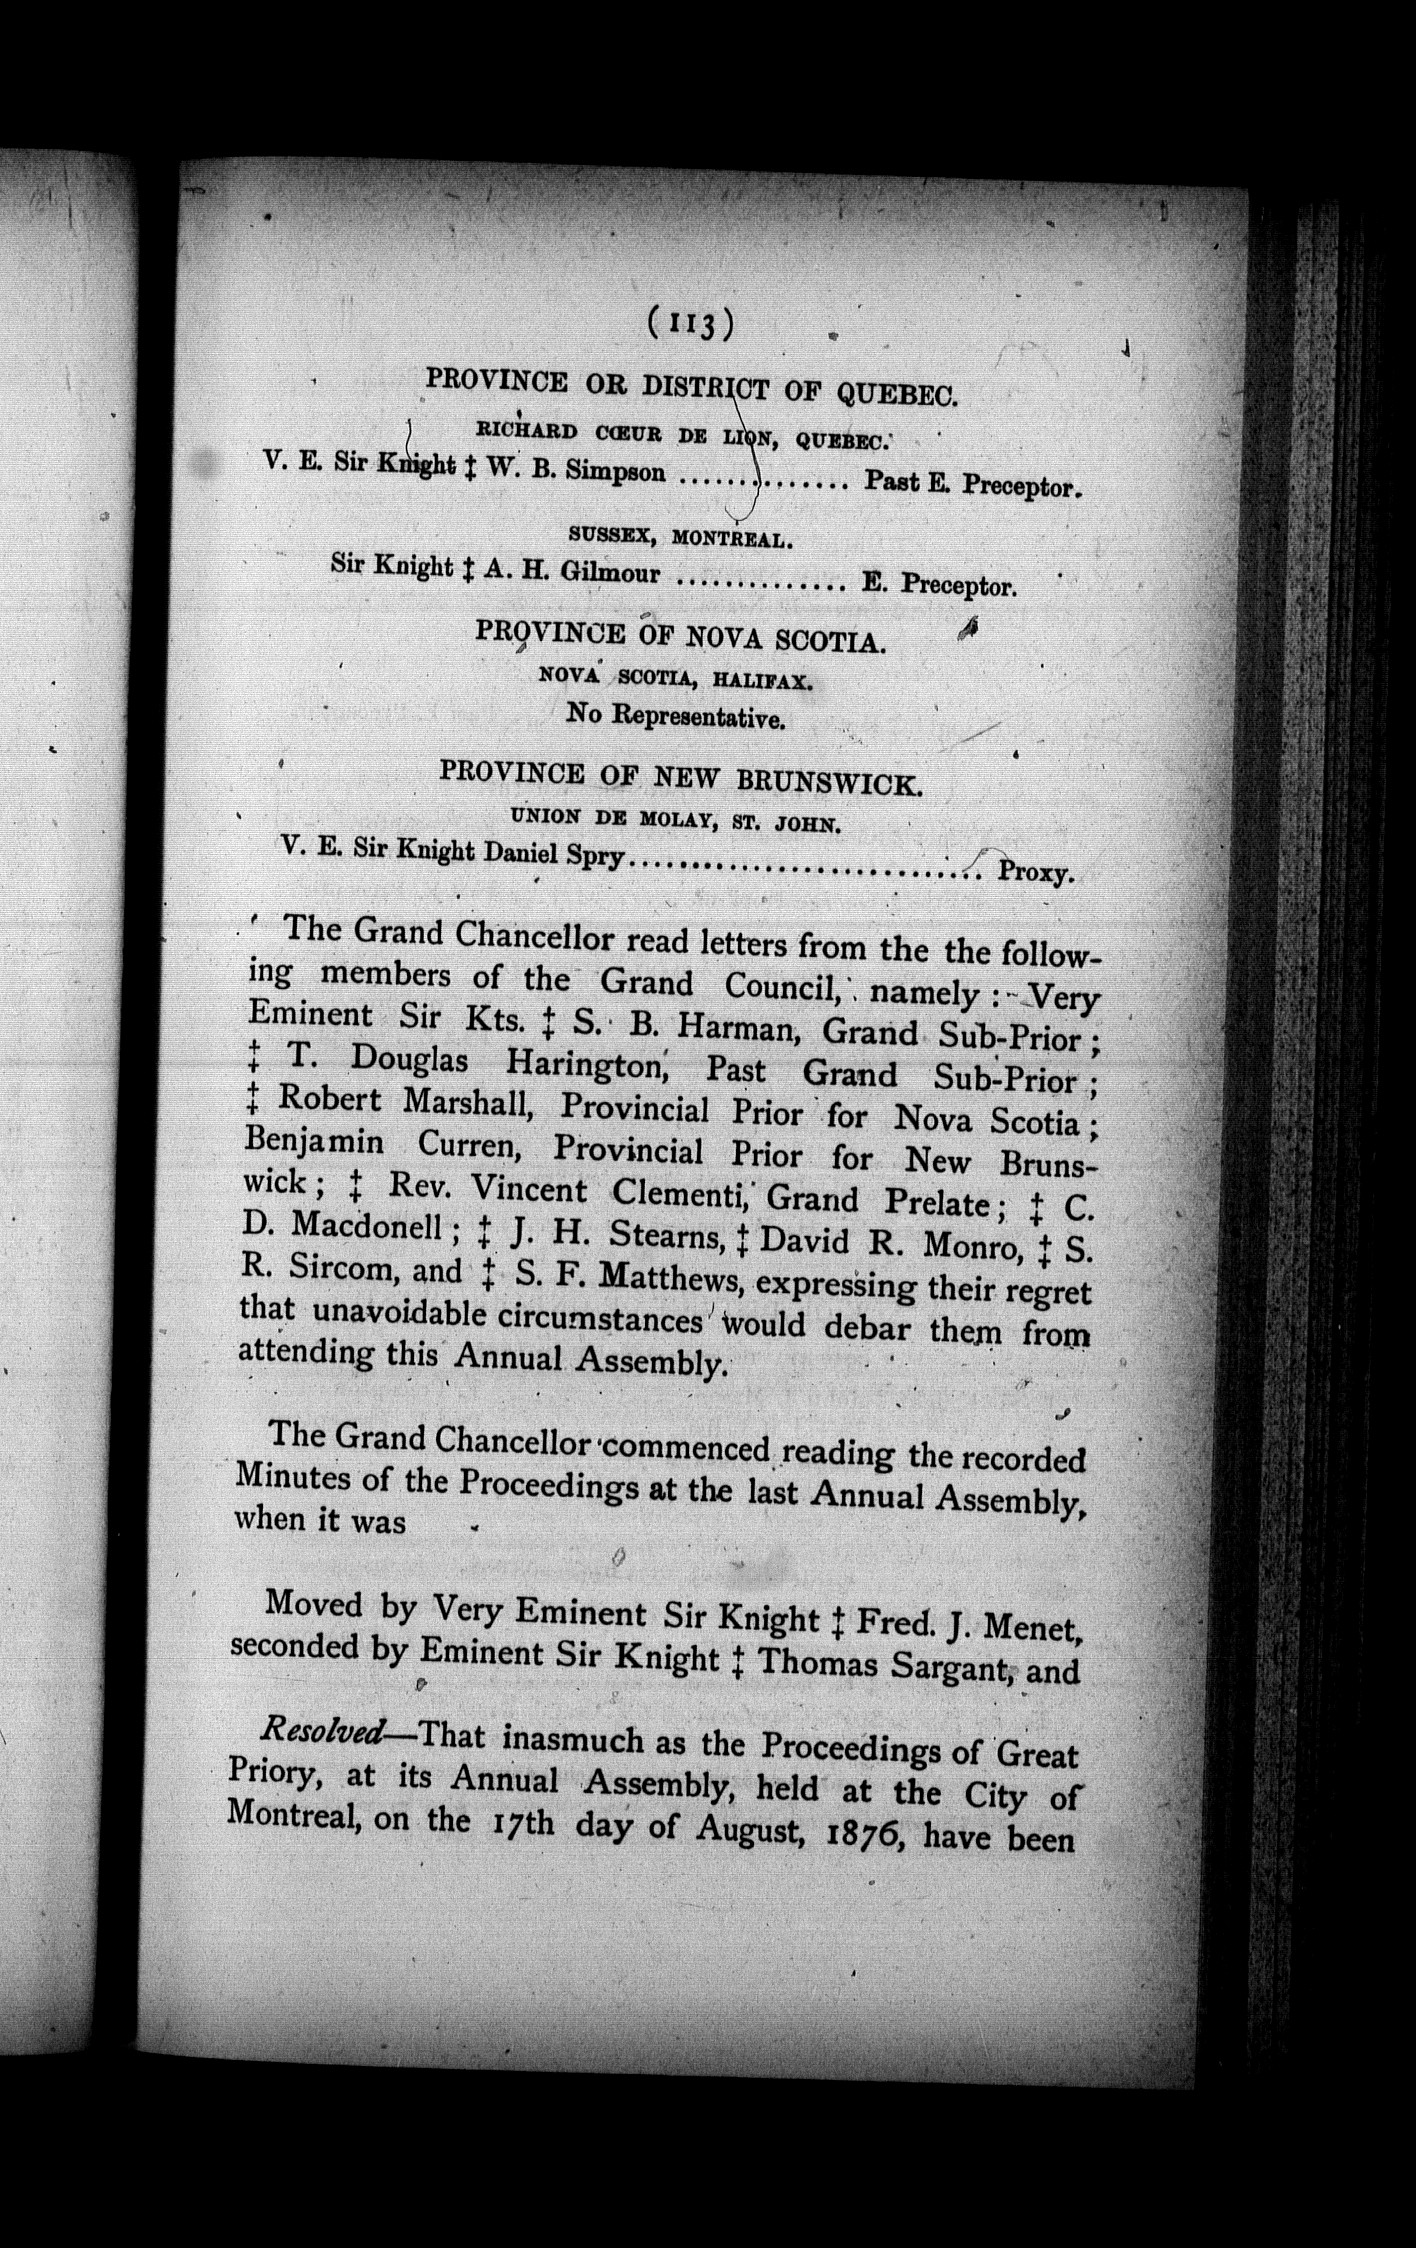 (113)
PROVINCE OR DISTRICT OF QUEBEC.
RICHARD CŒUR DE LION, QUEBEC.
V. E. Sir Knight ‡ W. B. Simpson .............. Past E. Preceptor.
SUSSEX, MONTREAL.
Sir Knight ‡ A. H. Gilmour .............. E. Preceptor.
PROVINCE OF NOVA SCOTIA.
NOVA SCOTIA, HALIFAX.
No Representative.
PROVINCE OF NEW BRUNSWICK.
UNION DE MOLAY, ST. JOHN.
V. E. Sir Knight Daniel Spry............................. Proxy.
The Grand Chancellor read letters from the the follow-
ing members of the Grand Council, namely :- Very
Eminent Sir Kts. ‡ S. B. Harman, Grand Sub-Prior ;
‡ T. Douglas Harington, Past Grand Sub-Prior ;
‡ Robert Marshall, Provincial Prior for Nova Scotia ;
Benjamin Curren, Provincial Prior for New Bruns-
wick ; ‡ Rev. Vincent Clementi, Grand Prelate ; ‡ C.
D. Macdonell ; ‡ J. H. Stearns, ‡ David R. Monro, ‡ S.
R. Sircom, and ‡ S. F. Matthews, expressing their regret
that unavoidable circumstances would debar them from
attending this Annual Assembly.
The Grand Chancellor commenced reading the recorded
Minutes of the Proceedings at the last Annual Assembly,
when it was
Moved by Very Eminent Sir Knight ‡ Fred. J. Menet,
seconded by Eminent Sir Knight ‡ Thomas Sargant, and
Resolved—That inasmuch as the Proceedings of Great
Priory, at its Annual Assembly, held at the City of
Montreal, on the 17th day of August, 1876, have been